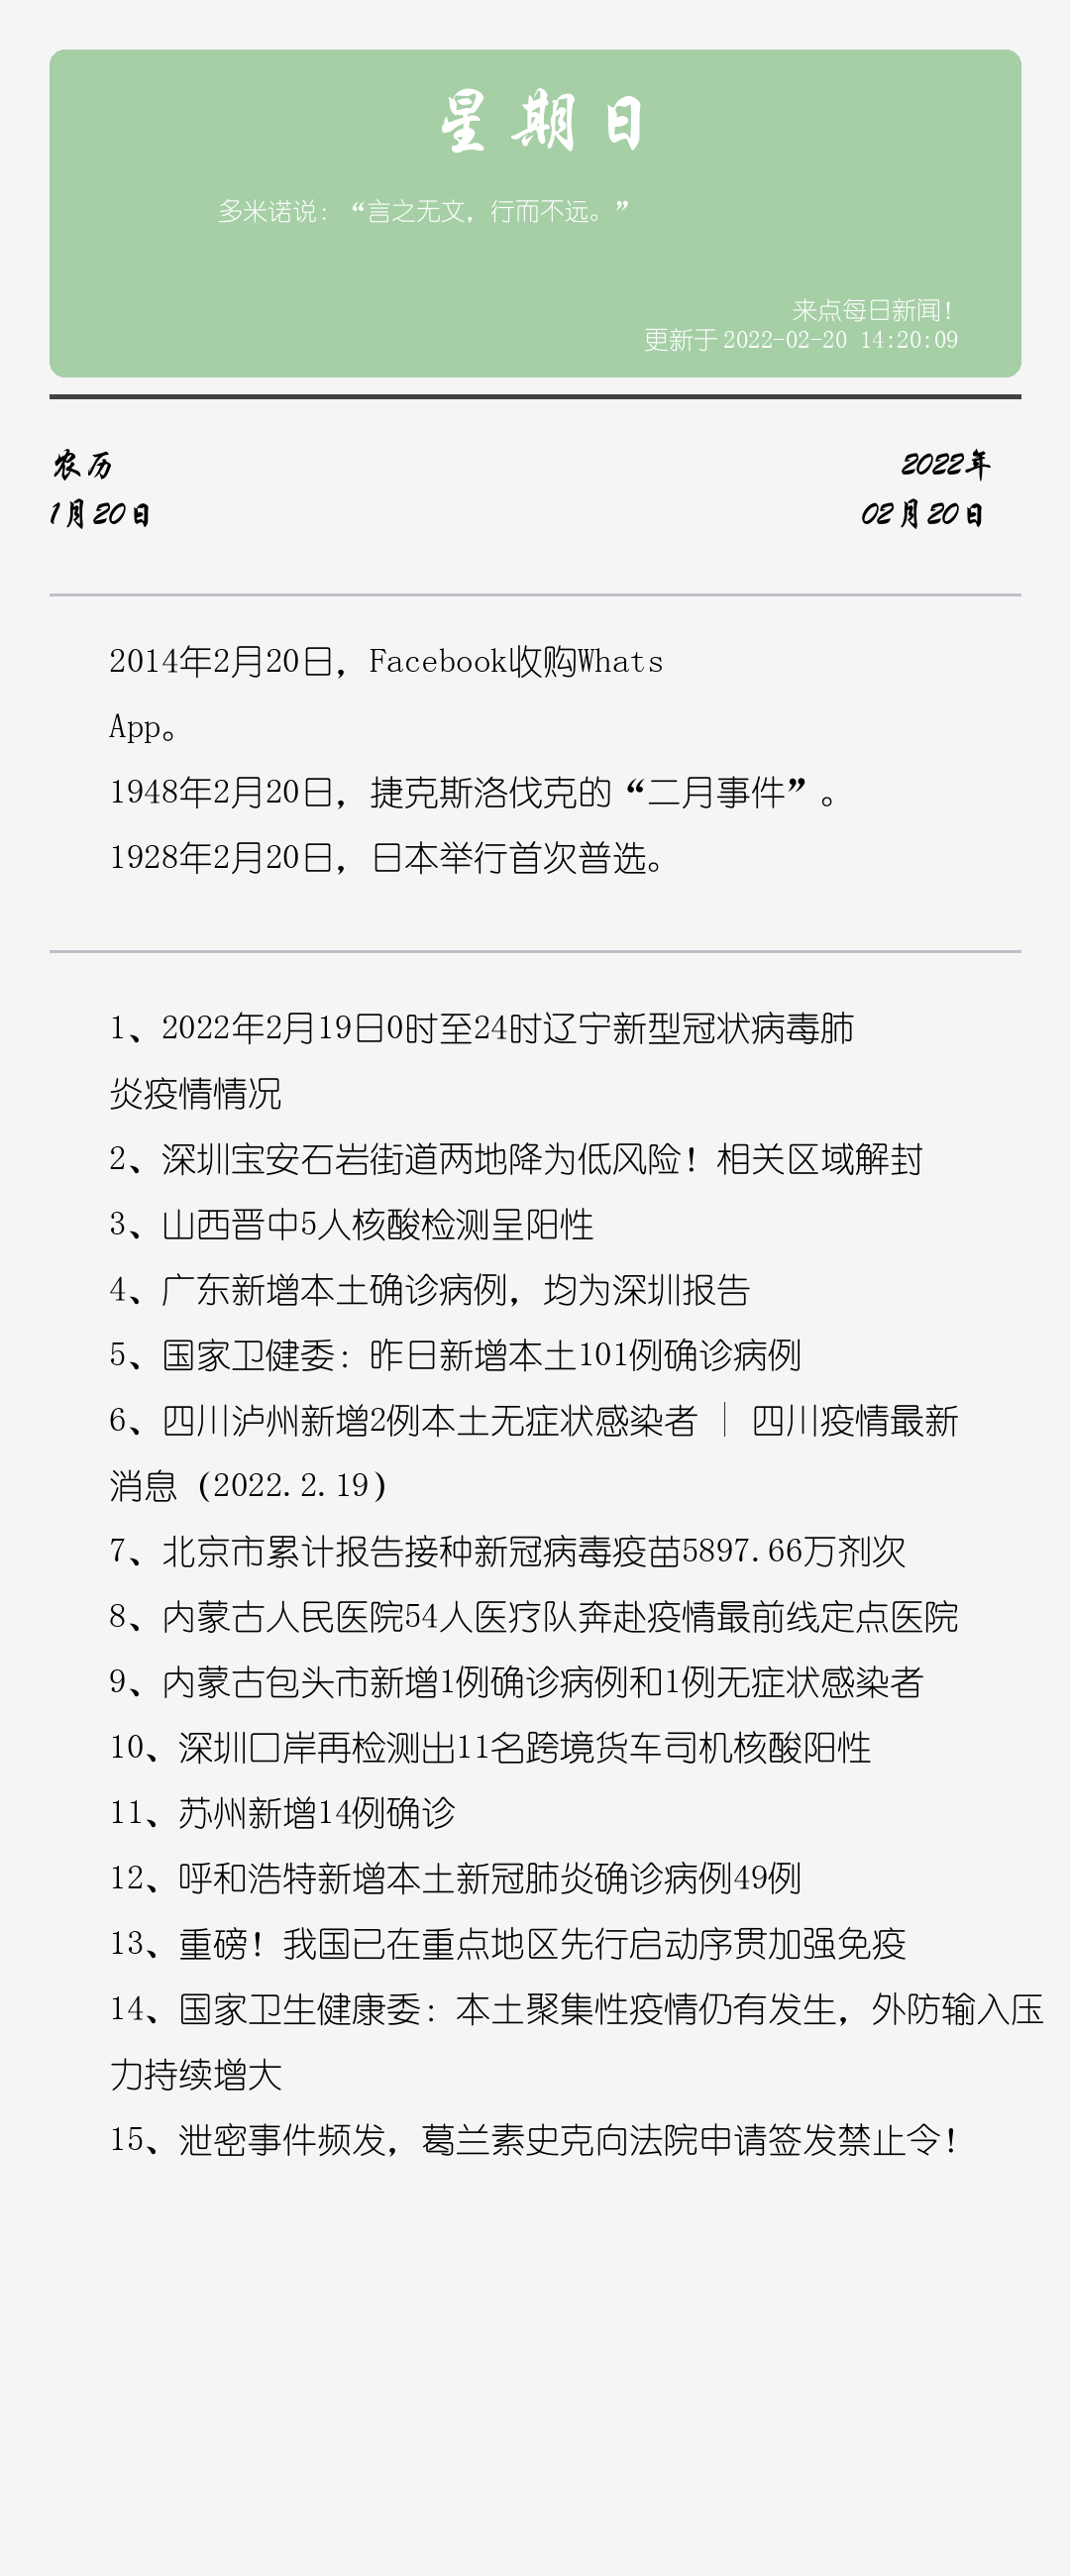 星期日
多米诺说：“言之无文，行而不远。”
来点每日新闻！
更新于 2022-02-20 14:20:09
农历
1月20日
2022年
02月20日
2014年2月20日，Facebook收购Whats
App。
1948年2月20日，捷克斯洛伐克的“二月事件”。
1928年2月20日，日本举行首次普选。
1、2022年2月19日0时至24时辽宁新型冠状病毒肺
炎疫情情况
2、深圳宝安石岩街道两地降为低风险！相关区域解封
3、山西晋中5人核酸检测呈阳性
4、广东新增本土确诊病例，均为深圳报告
5、国家卫健委：昨日新增本土101例确诊病例
6、四川泸州新增2例本土无症状感染者 | 四川疫情最新
消息（2022.2.19）
7、北京市累计报告接种新冠病毒疫苗5897.66万剂次
8、内蒙古人民医院54人医疗队奔赴疫情最前线定点医院
9、内蒙古包头市新增1例确诊病例和1例无症状感染者
10、深圳口岸再检测出11名跨境货车司机核酸阳性
11、苏州新增14例确诊
12、呼和浩特新增本土新冠肺炎确诊病例49例
13、重磅！我国已在重点地区先行启动序贯加强免疫
14、国家卫生健康委：本土聚集性疫情仍有发生，外防输入压
力持续增大
15、泄密事件频发，葛兰素史克向法院申请签发禁止令！